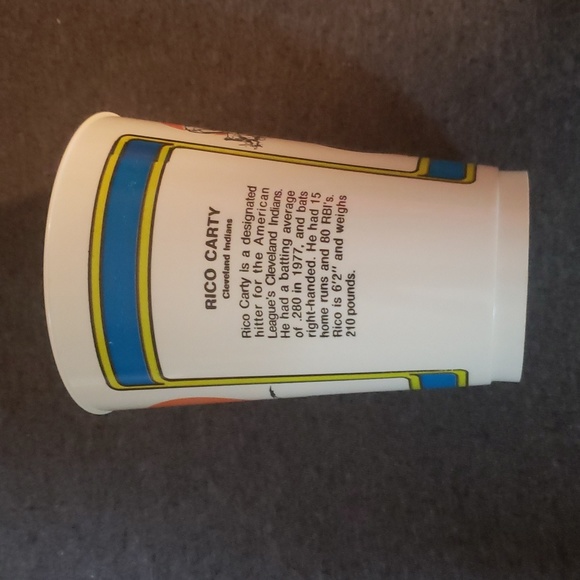 RICO CARTY
Cleveland Indians
Rico Carty is a designated
hitter for the American
League's Cleveland Indians.
He had a batting average
of .280 in 1977, and bats
right-handed. He had 15
home runs and 80 RBI's.
Rico is 6'2" and weighs
210 pounds.